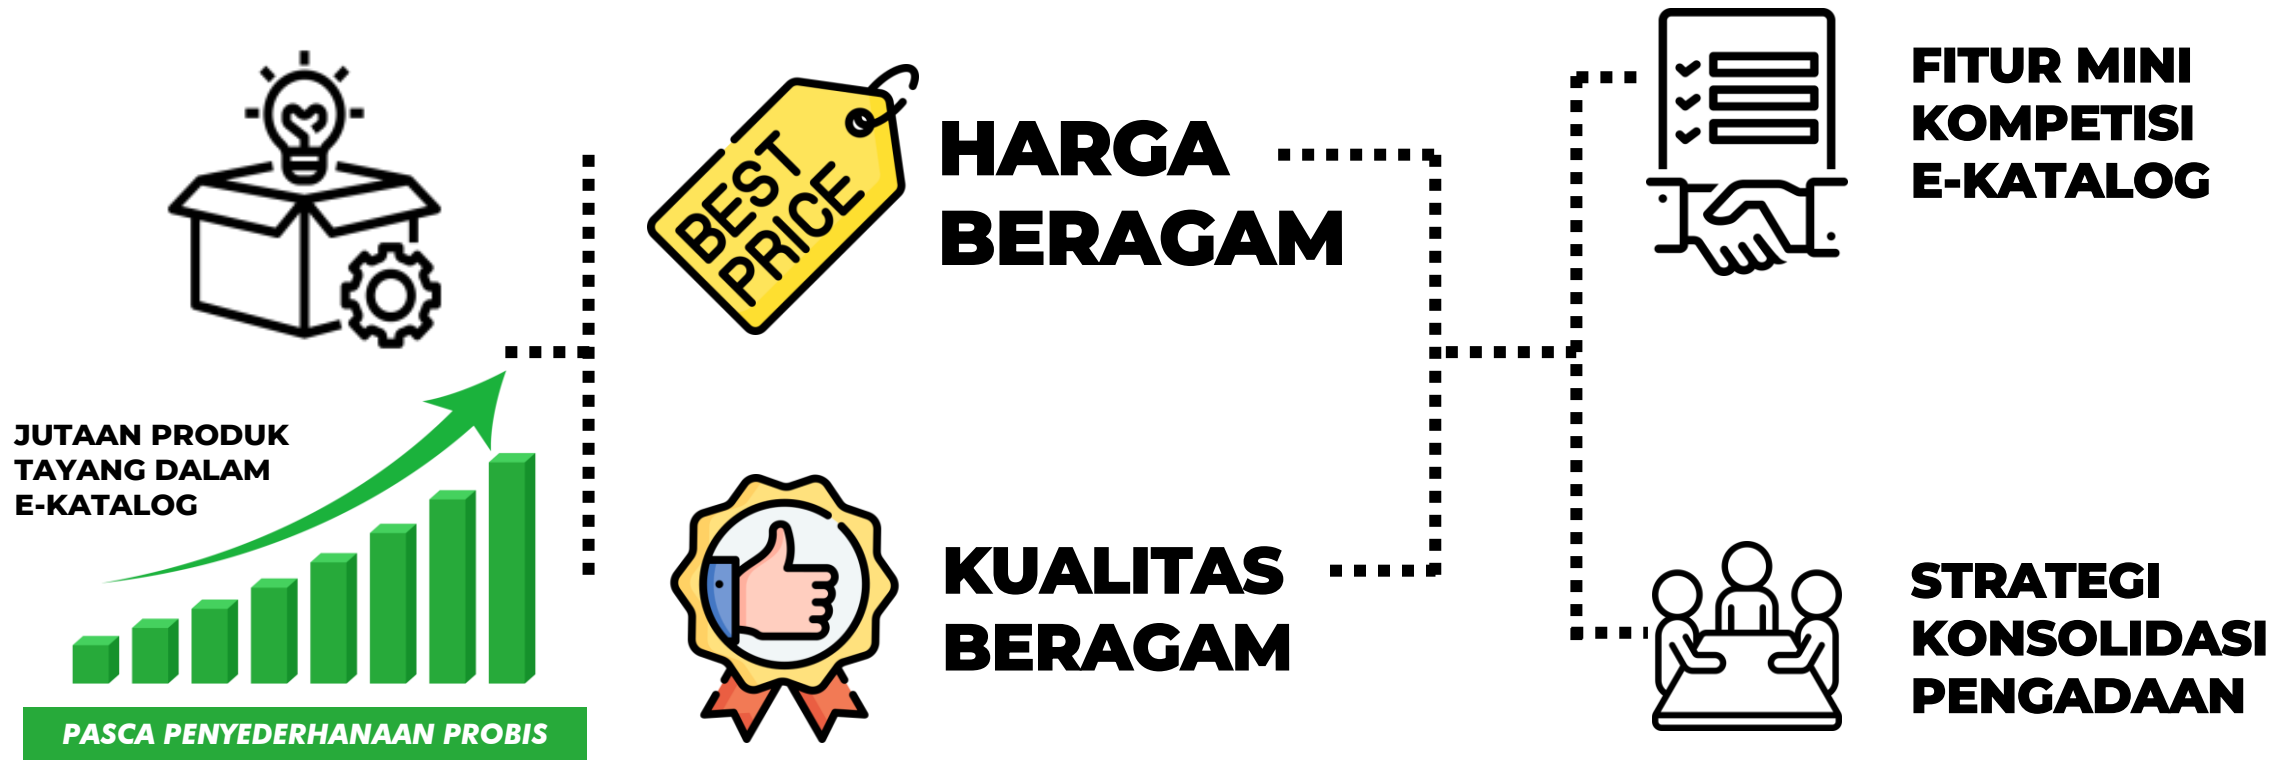 JUTAAN PRODUK
TAYANG DALAM
E-KATALOG
PASCA PENYEDERHANAAN PROBIS
BEST
PRICE
HARGA
BERAGAM
KUALITAS
BERAGAM
FITUR MINI
KOMPETISI
E-KATALOG
STRATEGI
KONSOLIDASI
PENGADAAN